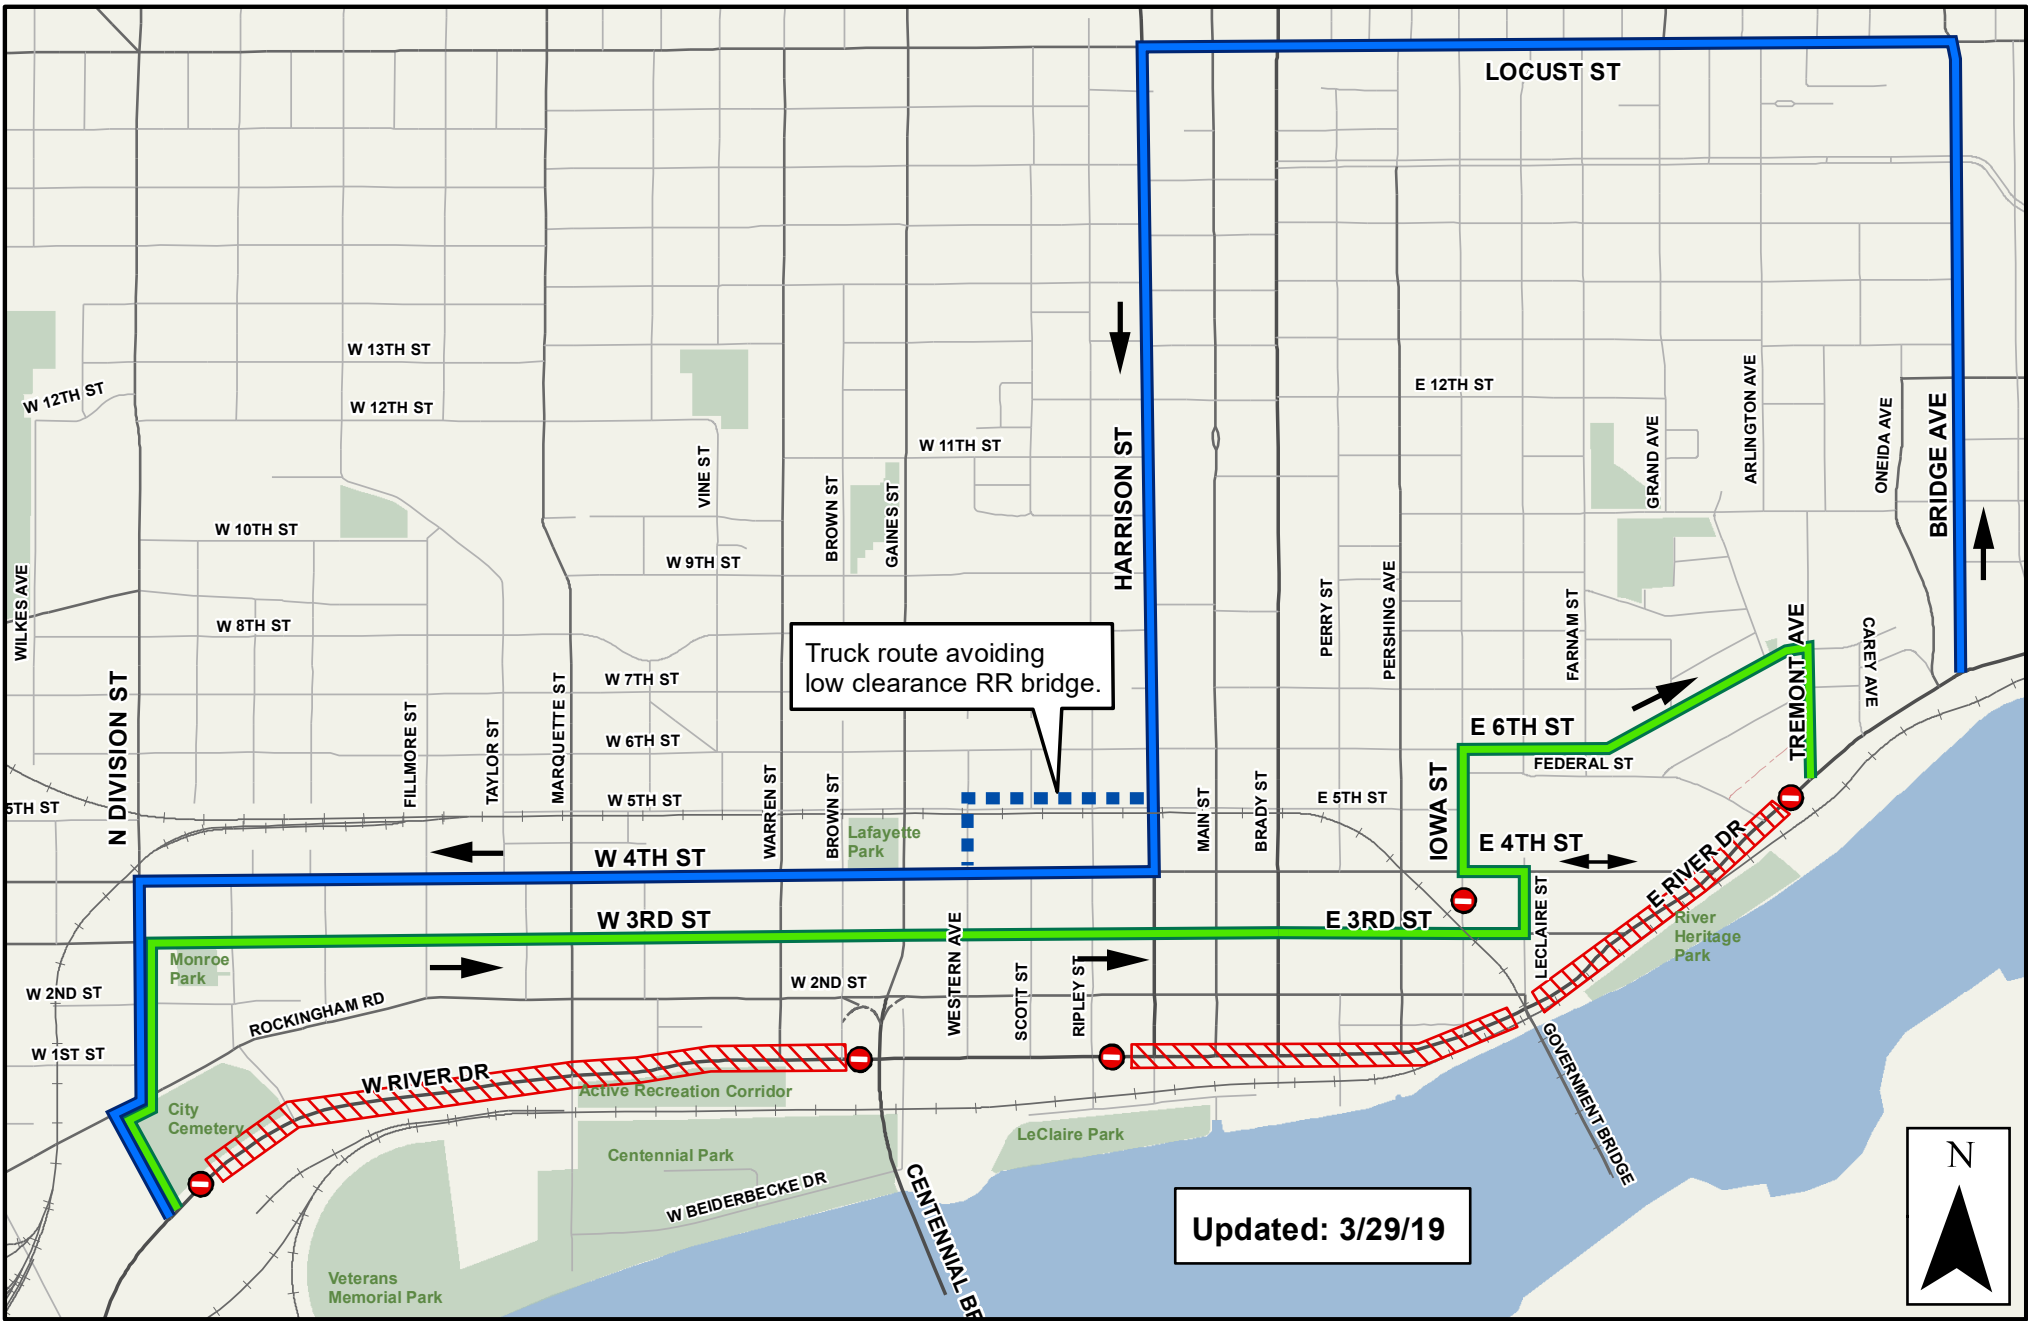 LOCUST ST
W 13TH ST
W 12TH ST
W 12TH ST
E 12TH ST
W 11TH ST
HARRISON ST
VINE ST
BROWN ST
GAINES ST
GRAND AVE
ARLINGTON AVE
ONEIDA AVE
BRIDGE AVE
W 10TH ST
W 9TH ST
WILKES AVE
W 8TH ST
PERRY ST
PERSHING AVE
FARNAM ST
TREMONT AVE
CAREY AVE
Truck route avoiding
low clearance RR bridge.
N DIVISION ST
FILLMORE ST
TAYLOR ST
MARQUETTE ST
W 7TH ST
W 6TH ST
E 6TH ST
FEDERAL ST
WARREN ST
BROWN ST
5TH ST
W 5TH ST
MAIN ST
BRADY ST
E 5TH ST
IOWA ST
Lafayette
Park
W 4TH ST
E 4TH ST
E RIVER DR
LECLAIRE ST
W 3RD ST
E 3RD ST
River
Heritage
Park
Monroe
Park
WESTERN AVE
SCOTT ST
RIPLEY ST
W 2ND ST
W 2ND ST
ROCKINGHAM RD
W 1ST ST
W RIVER DR
Active Recreation Corridor
GOVERNMENT BRIDGE
City
Cemetery
LeClaire Park
Centennial Park
W BEIDERBECKE DR
CENTENNIAL BR
Veterans
Memorial Park
Updated: 3/29/19
N